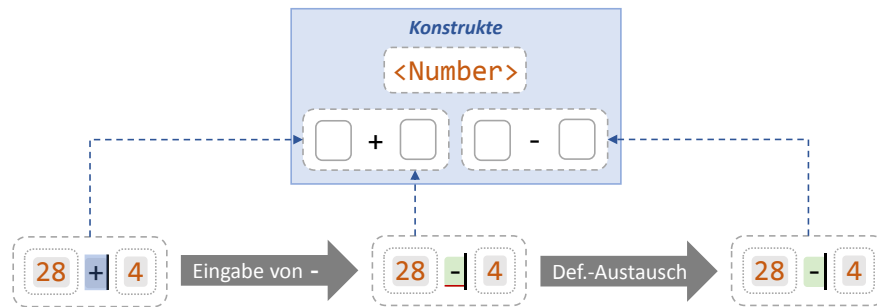 Konstrukte
<Number>
+ -
28 + 4 Eingabe von - 28 - 4 Def.-Austausch 28 - 4